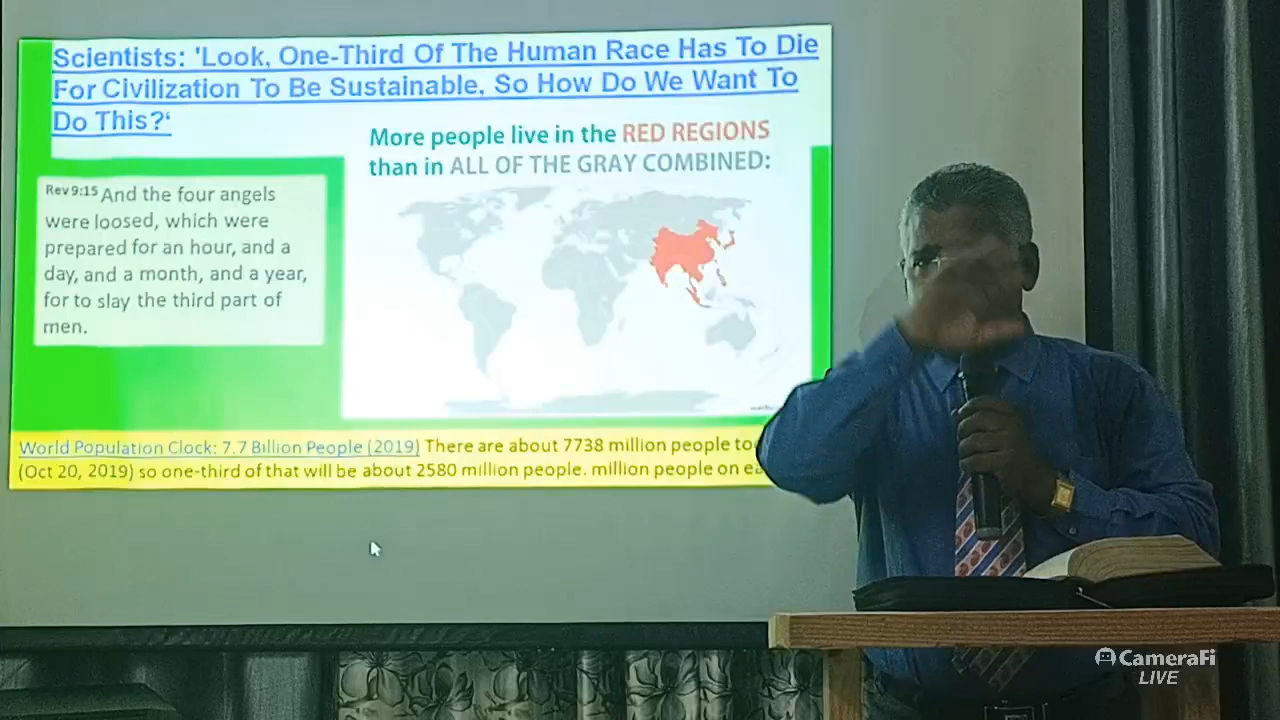 Scientists: 'Look, One-Third Of The Human Race Has To Die
For Civilization To Be Sustainable, So How Do We Want To
Do This?'
More people live in the RED REGIONS
than in ALL OF THE GRAY COMBINED:
Rev 9:15 And the four angels
were loosed, which were
prepared for an hour, and a
day, and a month, and a year,
for to slay the third part of
men.
World Population Clock: 7.7 Billion People (2019) There are about 7738 million people
(Oct 20, 2019) so one-third of that will be about 2580 million people. million people on
CameraFi
LIVE